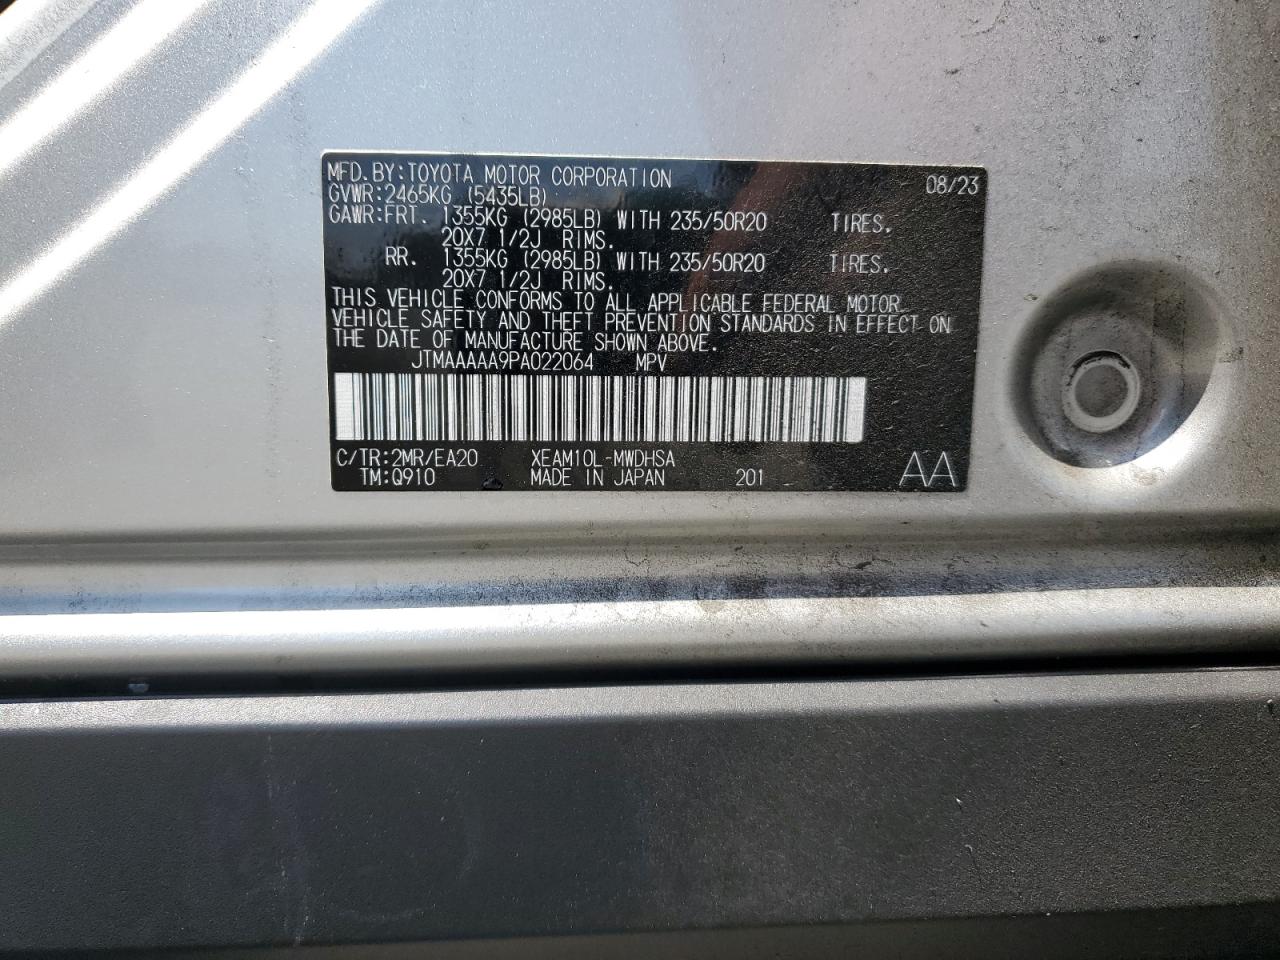 MFD. BY:TOYOTA MOTOR CORPORATION 08/23
GVWR:2465KG (5435LB)
GAWR:FRT. 1355KG (2985LB) WITH 235/50R20 TIRES.
20X7 1/2J RIMS.
RR. 1355KG (2985LB) WITH 235/50R20 TIRES.
20X7 1/2J RIMS.
THIS VEHICLE CONFORMS TO ALL APPLICABLE FEDERAL MOTOR
VEHICLE SAFETY AND THEFT PREVENTION STANDARDS IN EFFECT ON
THE DATE OF MANUFACTURE SHOWN ABOVE.
JTMAAAAA9PA022064 MPV
C/TR:2MR/EA20 XEAM10L-MWDHSA
TM:Q910 MADE IN JAPAN 201 AA